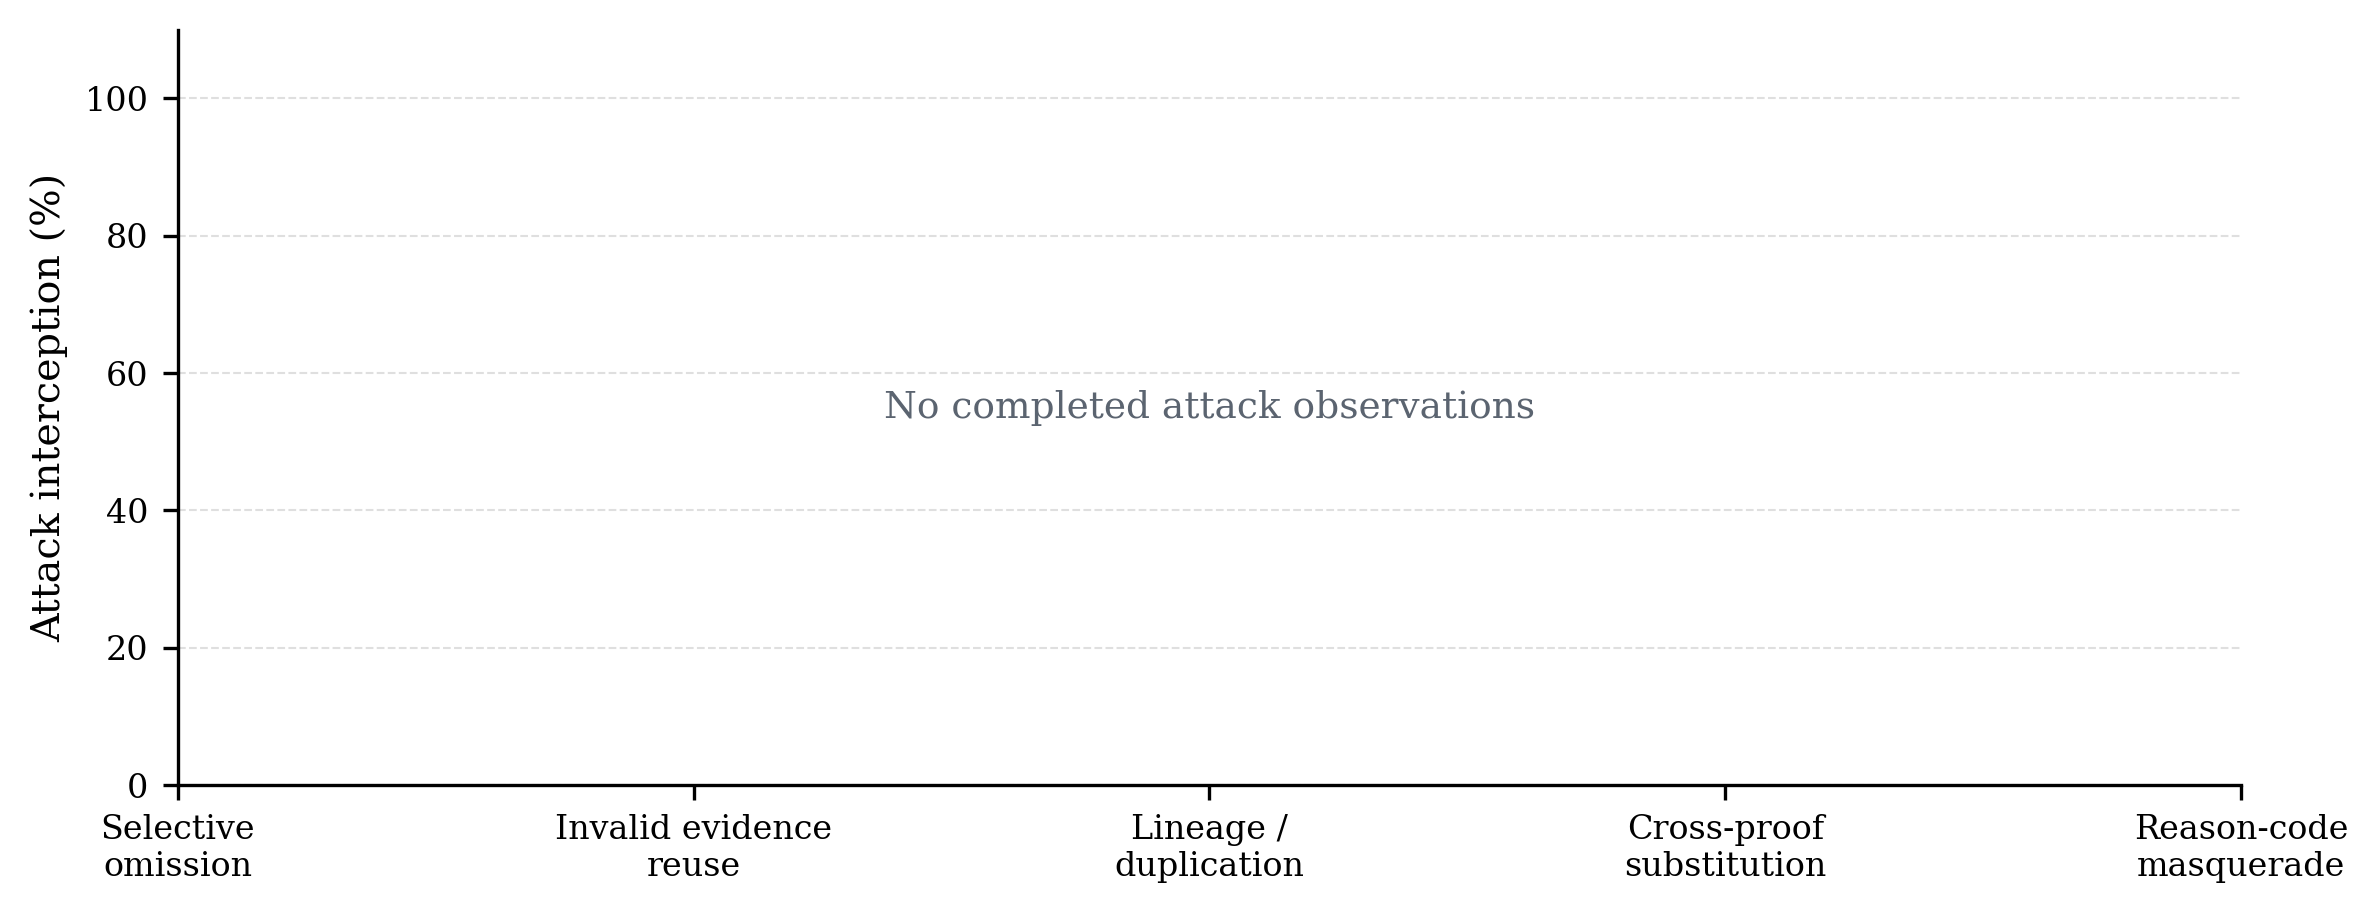 Attack interception (%)
100
80
60
40
20
0
No completed attack observations
Selective
omission
Invalid evidence
reuse
Lineage /
duplication
Cross-proof
substitution
Reason-code
masquerade